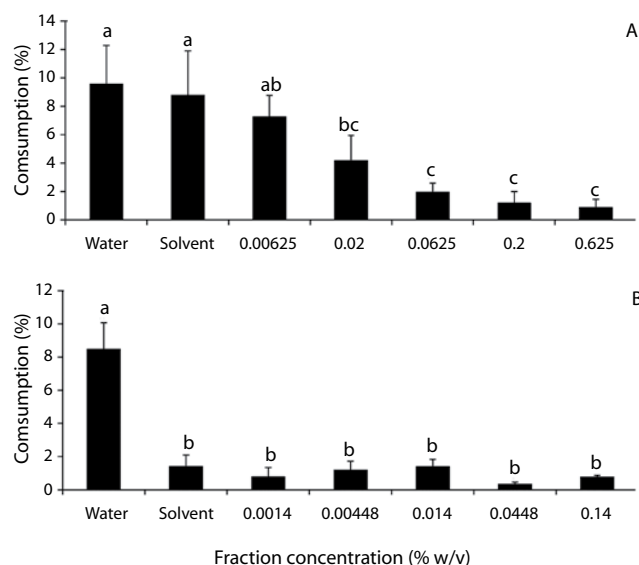 14
A
12
10
8
6
4
2
0
Comsumption (%)
a a ab bc c c c
Water Solvent 0.00625 0.02 0.0625 0.2 0.625
12
B
10
8
6
4
2
0
Comsumption (%)
a b b b b b b
Water Solvent 0.0014 0.00448 0.014 0.0448 0.14
Fraction concentration (% w/v)